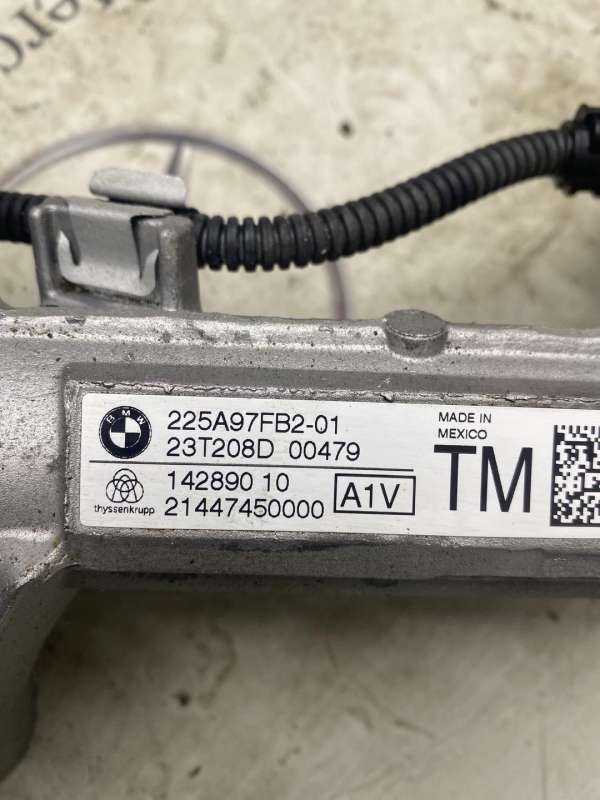 BMW
225A97FB2-01
23T208D 00479
thyssenkrupp
142890 10
21447450000
A1V
MADE IN
MEXICO
TM